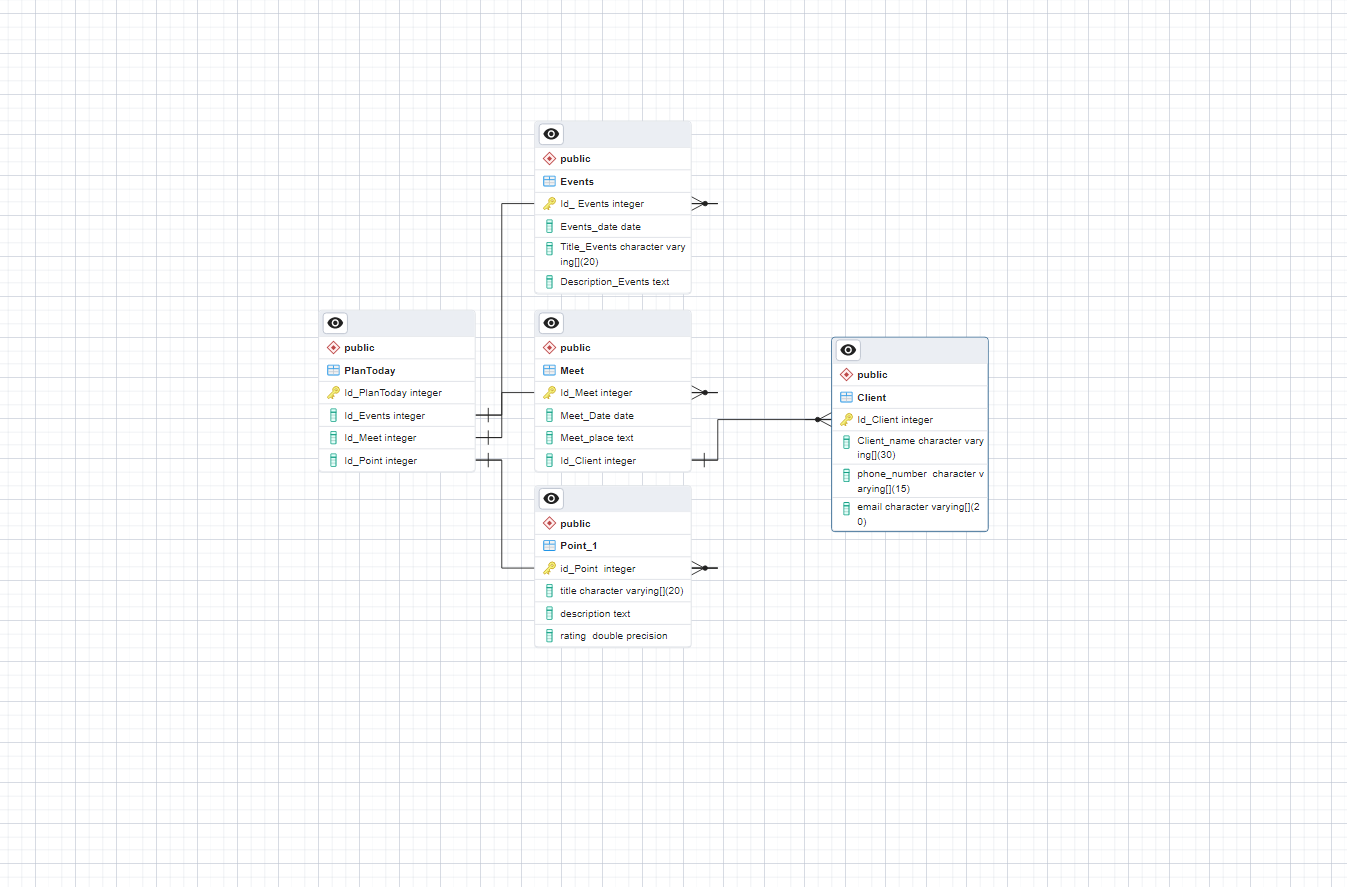 public
Events
Id_ Events integer
Events_date date
Title_Events character vary
ing[](20)
Description_Events text
public
PlanToday
Id_PlanToday integer
Id_Events integer
Id_Meet integer
Id_Point integer
public
Meet
Id_Meet integer
Meet_Date date
Meet_place text
Id_Client integer
public
Client
Id_Client integer
Client_name character vary
ing[](30)
phone_number  character v
arying[](15)
email character varying[](2
0)
public
Point_1
id_Point  integer
title character varying[](20)
description text
rating  double precision